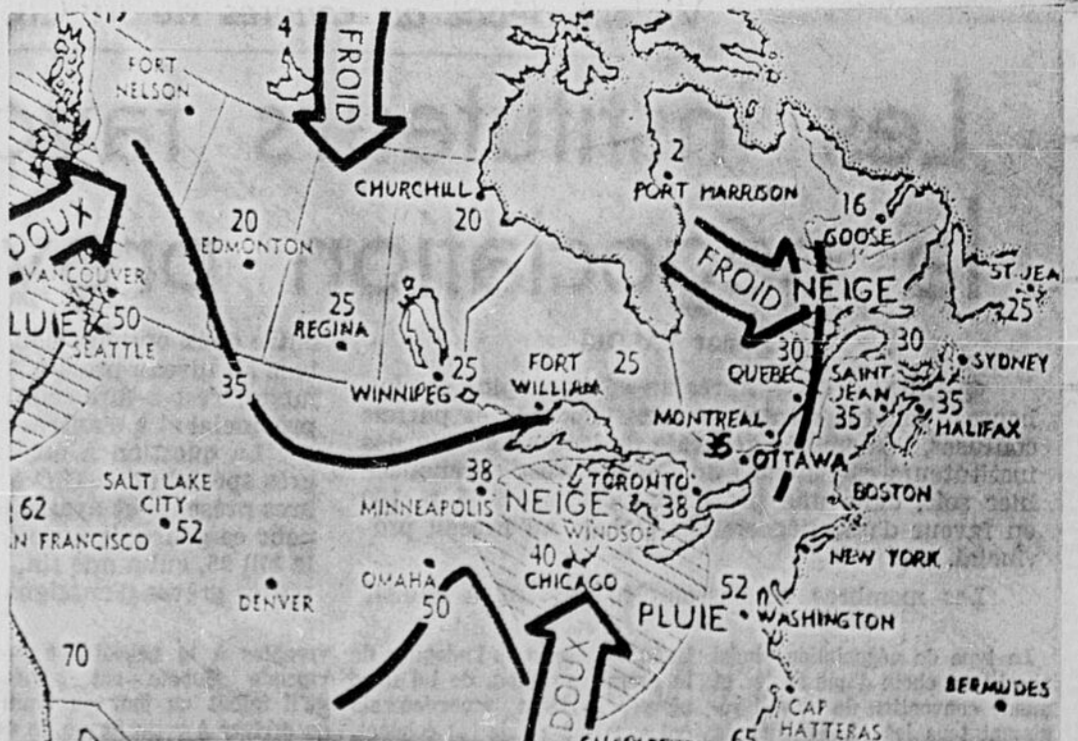 4
FROID
FORT
NELSON
2
CHURCHILL
20
PORT HARRISON
16
GOOSE
DOUX
20
EDMONTON
FROID
NEIGE
ST JEA
25
VANCOUVER
LUIE
50
SEATTLE
25
REGINA
30
QUEBEC
30
SYDNEY
35
WINNIPEG
25
FORT
WILLIAM
25
SAINT
JEAN
35
35
HALIFAX
MONTREAL
35
OTTAWA
38
MINNEAPOLIS
NEIGE
TORONTO
38
WINDSOR
BOSTON
SALT LAKE
CITY
52
62
AN FRANCISCO
NEW YORK
40
CHICAGO
OMAHA
50
DENVER
PLUIE
52
WASHINGTON
DOUX
70
BERMUDES
CAP
HATTERAS
65